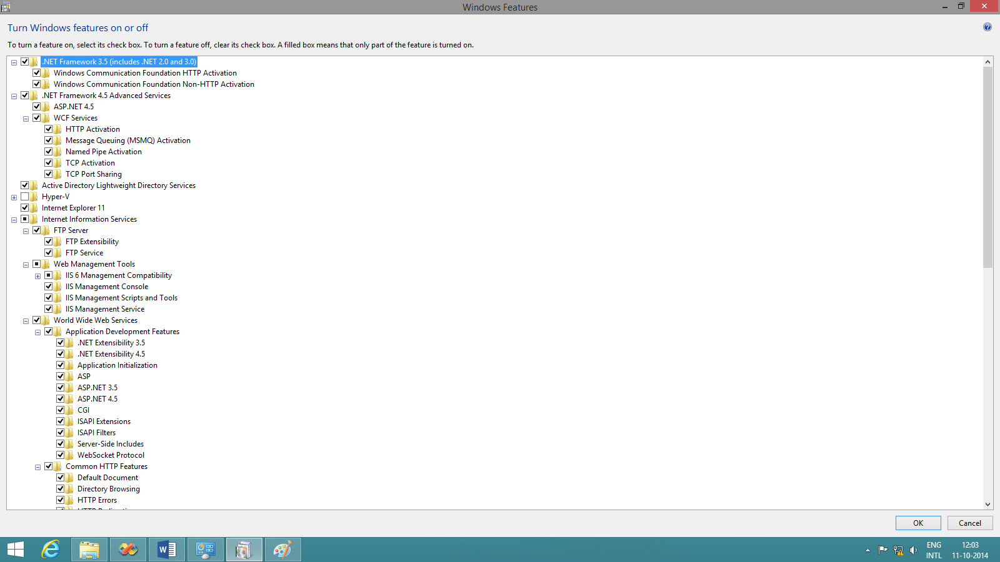 Windows Features
Turn Windows features on or off
To turn a feature on, select its check box. To turn a feature off, clear its check box. A filled box means that only part of the feature is turned on.
.NET Framework 3.5 (includes .NET 2.0 and 3.0)
Windows Communication Foundation HTTP Activation
Windows Communication Foundation Non-HTTP Activation
.NET Framework 4.5 Advanced Services
ASP.NET 4.5
WCF Services
HTTP Activation
Message Queuing (MSMQ) Activation
Named Pipe Activation
TCP Activation
TCP Port Sharing
Active Directory Lightweight Directory Services
Hyper-V
Internet Explorer 11
Internet Information Services
FTP Server
FTP Extensibility
FTP Service
Web Management Tools
IIS 6 Management Compatibility
IIS Management Console
IIS Management Scripts and Tools
IIS Management Service
World Wide Web Services
Application Development Features
.NET Extensibility 3.5
.NET Extensibility 4.5
Application Initialization
ASP
ASP.NET 3.5
ASP.NET 4.5
CGI
ISAPI Extensions
ISAPI Filters
Server-Side Includes
WebSocket Protocol
Common HTTP Features
Default Document
Directory Browsing
HTTP Errors
OK
Cancel
ENG
INTL
12:03
11-10-2014